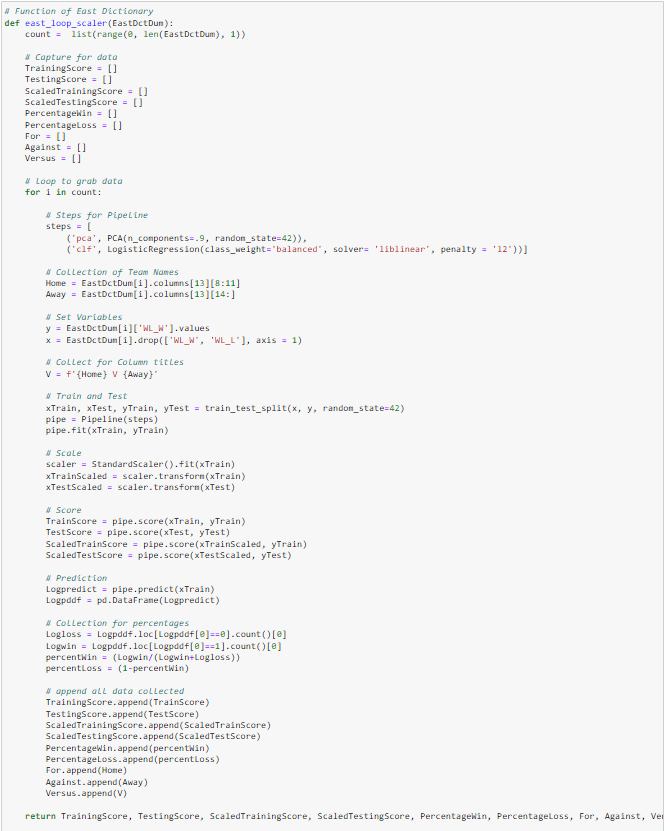 # Function of East Dictionary
def east_loop_scaler(EastDctDum):
    count =  list(range(0, len(EastDctDum), 1))

    # Capture for data
    TrainingScore = []
    TestingScore = []
    ScaledTrainingScore = []
    ScaledTestingScore = []
    PercentageWin = []
    PercentageLoss = []
    For = []
    Against = []
    Versus = []

    # Loop to grab data
    for i in count:

        # Steps for Pipeline
        steps = [
            ('pca', PCA(n_components=.9, random_state=42)),
            ('clf', LogisticRegression(class_weight='balanced', solver= 'liblinear', penalty = 'l2'))]

        # Collection of Team Names
        Home = EastDctDum[i].columns[13][8:11]
        Away = EastDctDum[i].columns[13][14:]

        # Set Variables
        y = EastDctDum[i]['WL_W'].values
        x = EastDctDum[i].drop(['WL_W', 'WL_L'], axis = 1)

        # Collect for Column titles
        V = f'{Home} V {Away}'

        # Train and Test
        xTrain, xTest, yTrain, yTest = train_test_split(x, y, random_state=42)
        pipe = Pipeline(steps)
        pipe.fit(xTrain, yTrain)

        # Scale
        scaler = StandardScaler().fit(xTrain)
        xTrainScaled = scaler.transform(xTrain)
        xTestScaled = scaler.transform(xTest)

        # Score
        TrainScore = pipe.score(xTrain, yTrain)
        TestScore = pipe.score(xTest, yTest)
        ScaledTrainScore = pipe.score(xTrainScaled, yTrain)
        ScaledTestScore = pipe.score(xTestScaled, yTest)

        # Prediction
        Logpredict = pipe.predict(xTrain)
        Logpddf = pd.DataFrame(Logpredict)

        # Collection for percentages
        Logloss = Logpddf.loc[Logpddf[0]==0].count()[0]
        Logwin = Logpddf.loc[Logpddf[0]==1].count()[0]
        percentWin = (Logwin/(Logwin+Logloss))
        percentLoss = (1-percentWin)

        # append all data collected
        TrainingScore.append(TrainScore)
        TestingScore.append(TestScore)
        ScaledTrainingScore.append(ScaledTrainScore)
        ScaledTestingScore.append(ScaledTestScore)
        PercentageWin.append(percentWin)
        PercentageLoss.append(percentLoss)
        For.append(Home)
        Against.append(Away)
        Versus.append(V)

    return TrainingScore, TestingScore, ScaledTrainingScore, ScaledTestingScore, PercentageWin, PercentageLoss, For, Against,